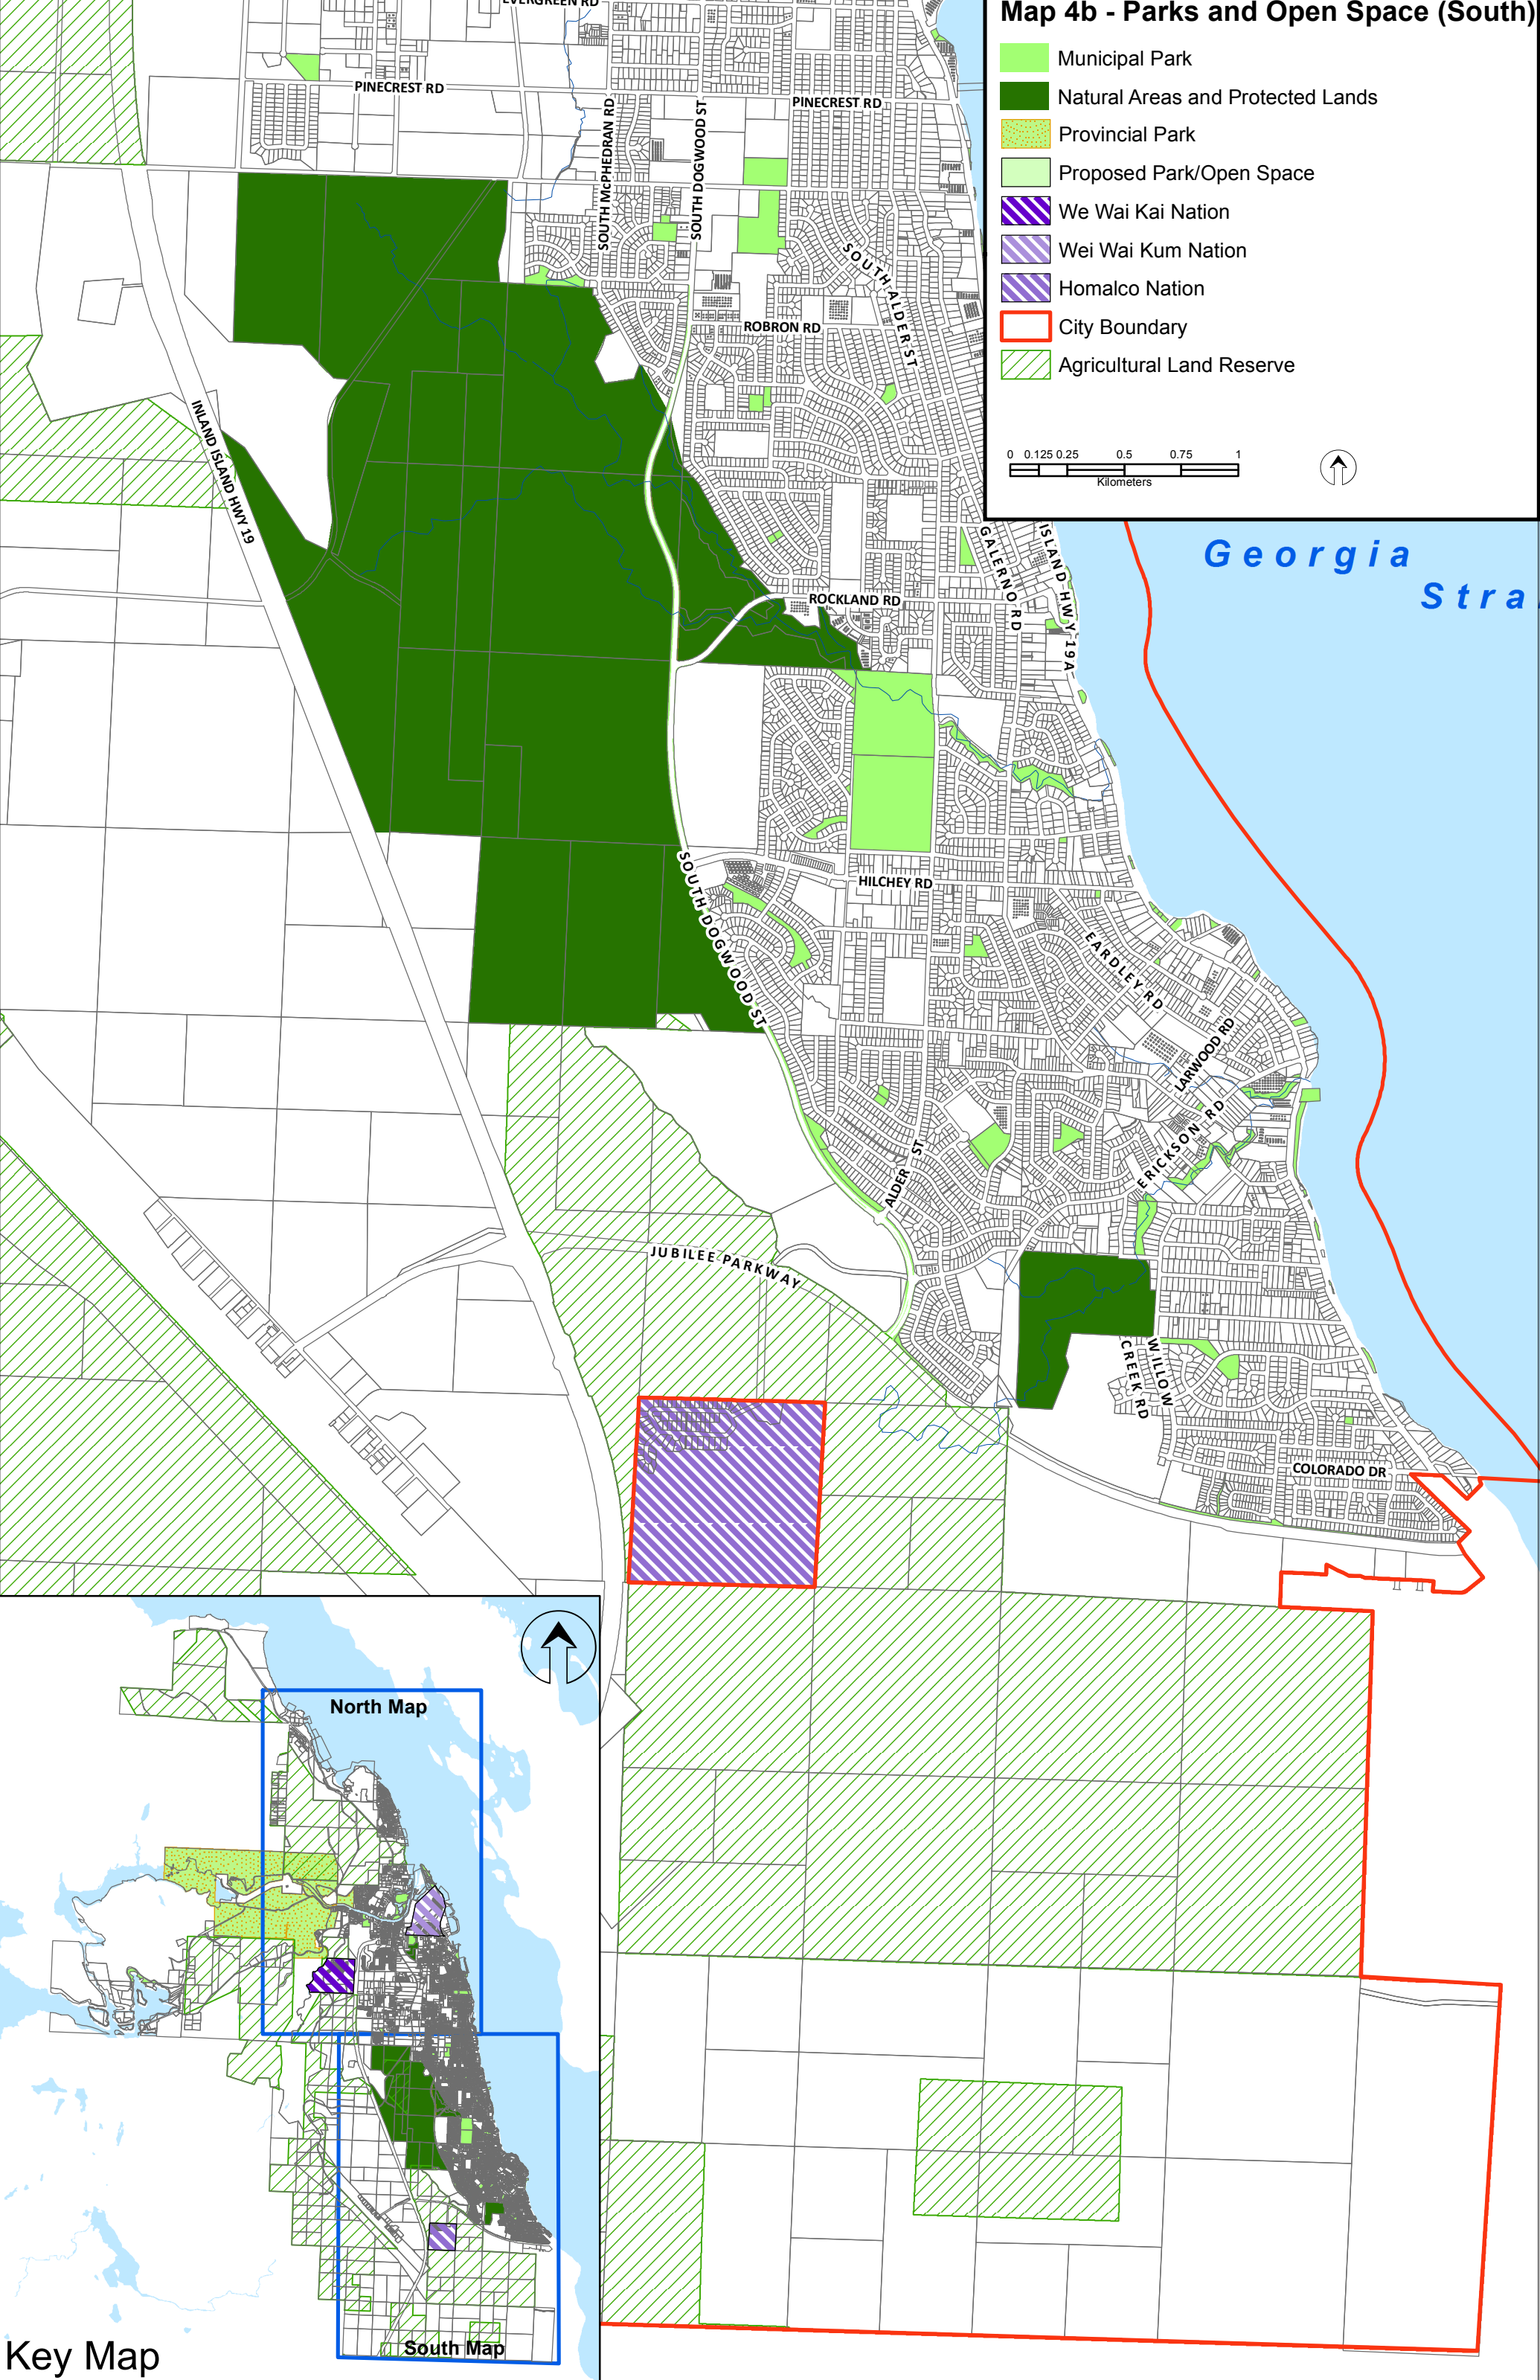 EVERGREEN RD
Map 4b - Parks and Open Space (South)
Municipal Park
Natural Areas and Protected Lands
Provincial Park
Proposed Park/Open Space
We Wai Kai Nation
Wei Wai Kum Nation
Homalco Nation
City Boundary
Agricultural Land Reserve
0 0.125 0.25 0.5 0.75 1
Kilometers
PINECREST RD
PINECREST RD
SOUTH McPHEDRAN RD
SOUTH DOGWOOD ST
SOUTH ALDER ST
ROBRON RD
INLAND ISLAND HWY 19
GALERNO RD
ISLAND HWY 19A
Georgia
ROCKLAND RD
HILCHEY RD
SOUTH DOGWOOD ST
EARDLEY RD
LARWOOD RD
ERICKSON RD
ALDER ST
JUBILEE PARKWAY
WILLOW
CREEK RD
COLORADO DR
North Map
South Map
Key Map